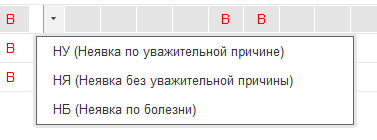 В В В
В
В
НУ (Неявка по уважительной причине)
НЯ (Неявка без уважительной причины)
НБ (Неявка по болезни)